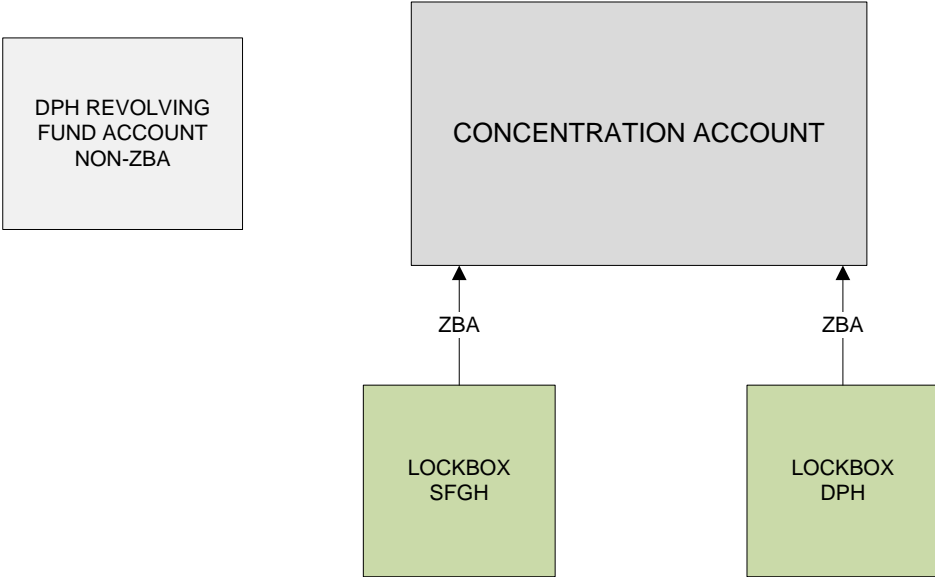 DPH REVOLVING
FUND ACCOUNT
NON-ZBA
CONCENTRATION ACCOUNT
ZBA
ZBA
LOCKBOX
SFGH
LOCKBOX
DPH